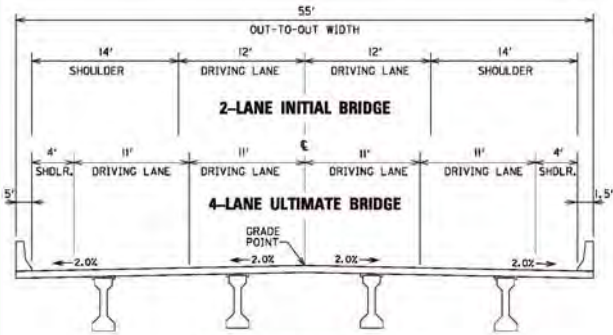 55'
OUT-TO-OUT WIDTH
14' 12' 12' 14'
SHOULDER DRIVING LANE DRIVING LANE SHOULDER
2-LANE INITIAL BRIDGE
℄
4' 11' 11' 11' 11' 4'
SHDLR. DRIVING LANE DRIVING LANE DRIVING LANE DRIVING LANE SHDLR.
5' 4-LANE ULTIMATE BRIDGE 1.5'
GRADE
POINT
2.0% 2.0% 2.0% 2.0%